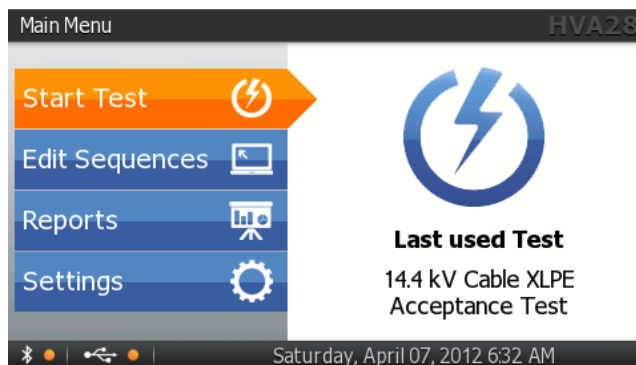 Main Menu
HVA28
Start Test
Edit Sequences
Reports
Settings
Last used Test
14.4 kV Cable XLPE
Acceptance Test
Saturday, April 07, 2012 6:32 AM